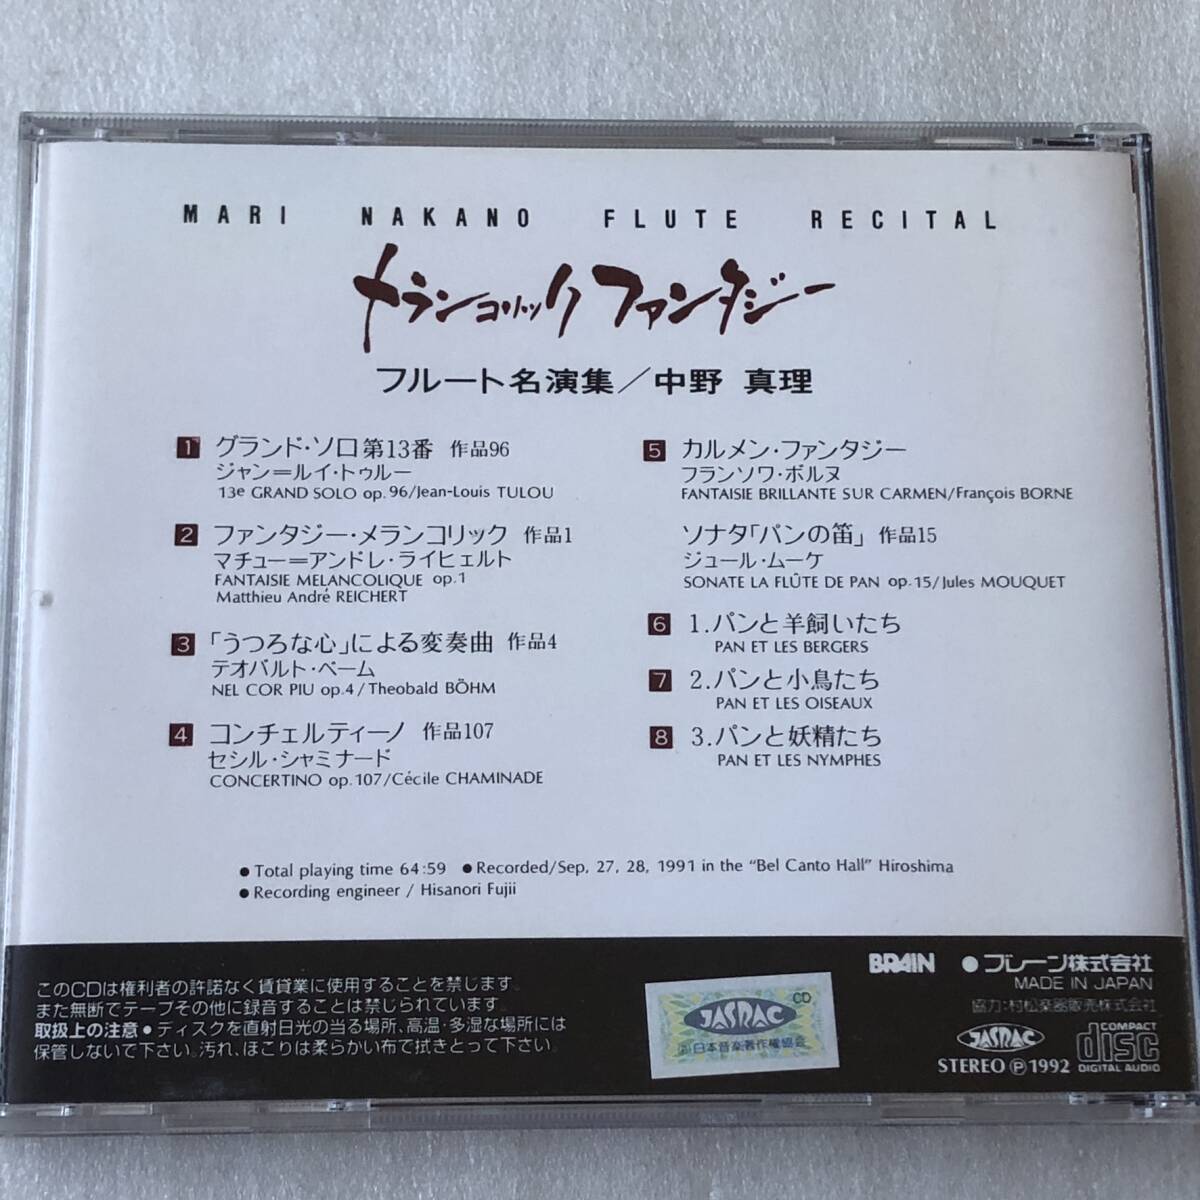 MARI NAKANO FLUTE RECITAL
メランコリック ファンタジー
フルート名演集／中野 真理
1 グランド・ソロ第13番 作品96
ジャン＝ルイ・トゥルー
13e GRAND SOLO op. 96/Jean-Louis TULOU
2 ファンタジー・メランコリック 作品1
マチュー＝アンドレ・ライヒェルト
FANTAISIE MELANCOLIQUE op. 1
Matthieu André REICHERT
3 「うつろな心」による変奏曲 作品4
テオバルト・ベーム
NEL COR PIU op. 4/Theobald BÖHM
4 コンチェルティーノ 作品107
セシル・シャミナード
CONCERTINO op. 107/Cécile CHAMINADE
5 カルメン・ファンタジー
フランソワ・ボルヌ
FANTAISIE BRILLANTE SUR CARMEN/François BORNE
ソナタ「パンの笛」 作品15
ジュール・ムーケ
SONATE LA FLÛTE DE PAN op. 15/Jules MOUQUET
6 1.パンと羊飼いたち
PAN ET LES BERGERS
7 2.パンと小鳥たち
PAN ET LES OISEAUX
8 3.パンと妖精たち
PAN ET LES NYMPHES
● Total playing time 64:59 ● Recorded/Sep, 27, 28, 1991 in the "Bel Canto Hall" Hiroshima
● Recording engineer / Hisanori Fujii
このCDは権利者の許諾なく賃貸業に使用することを禁じます。
また無断でテープその他に録音することは禁じられています。
取扱上の注意●ディスクを直射日光の当る場所、高温・多湿な場所には
保管しないで下さい。汚れ、ほこりは柔らかい布で拭きとって下さい。
CD
JASRAC
(社)日本音楽著作権協会
BRAIN ● ブレーン株式会社
MADE IN JAPAN
協力：村松楽器販売株式会社
JASRAC
COMPACT
disc
DIGITAL AUDIO
STEREO Ⓟ 1992